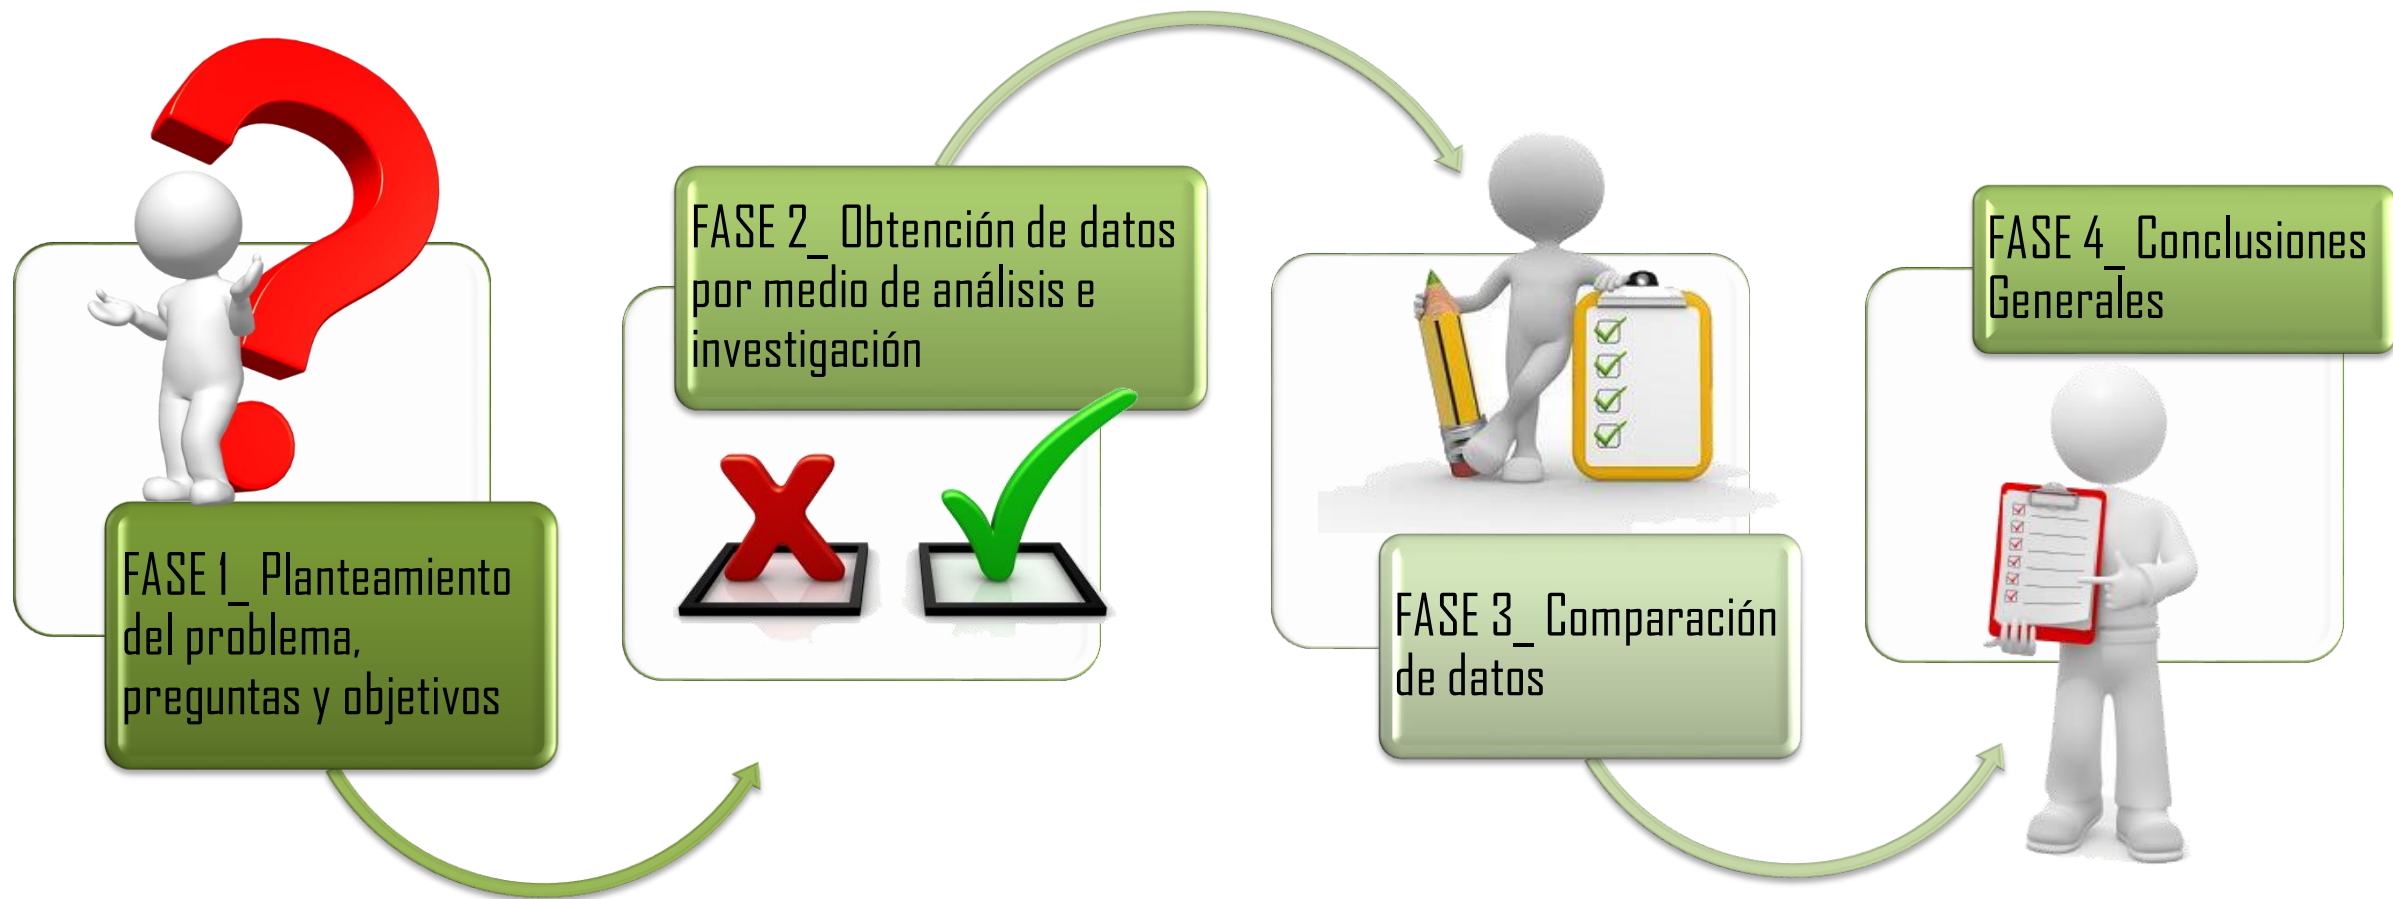 FASE 1_ Planteamiento
del problema,
preguntas y objetivos
FASE 2_ Obtención de datos
por medio de análisis e
investigación
FASE 3_ Comparación
de datos
FASE 4_ Conclusiones
Generales